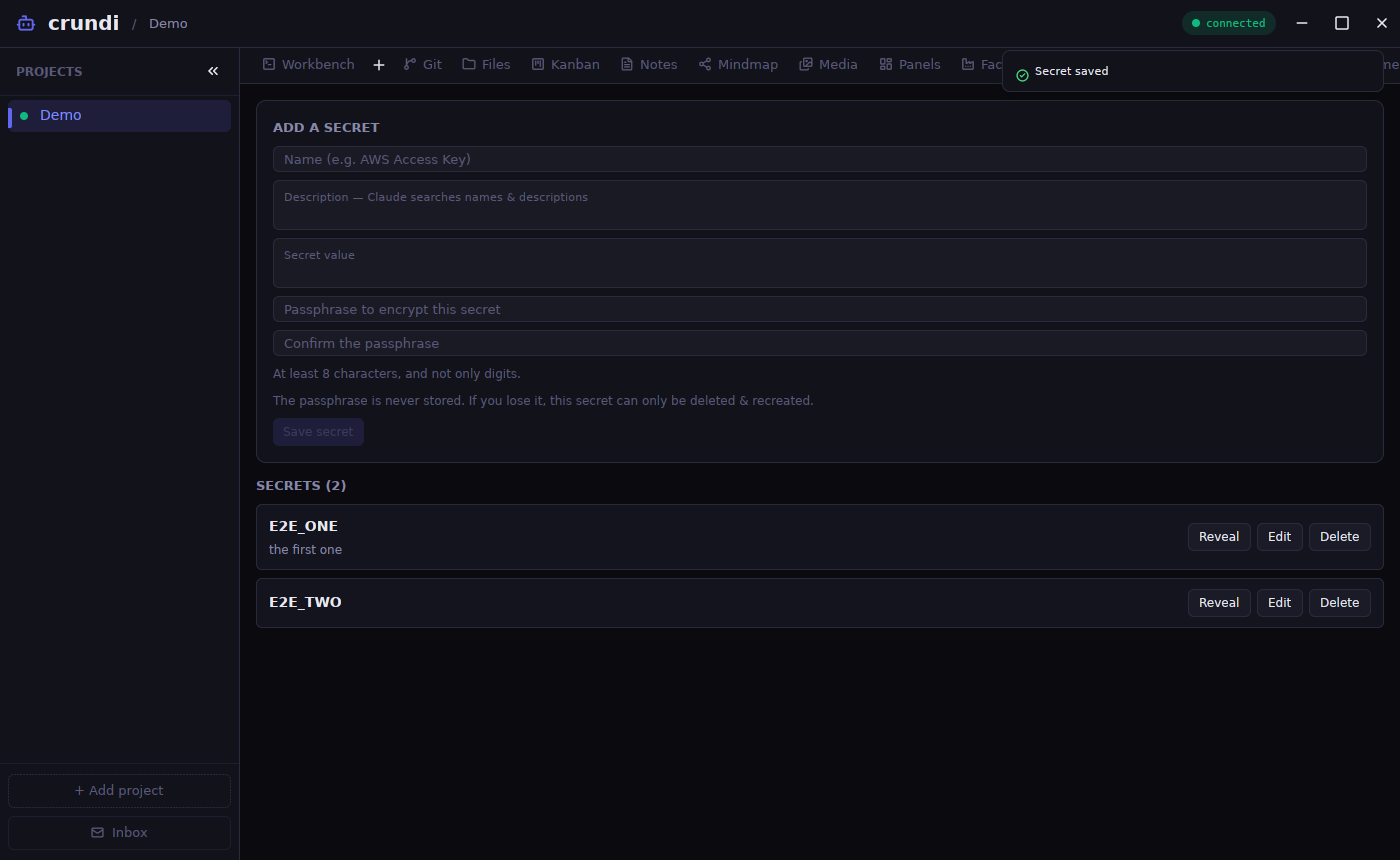 crundi / Demo
connected
PROJECTS
Workbench
Git
Files
Kanban
Notes
Mindmap
Media
Panels
Secret saved
Demo
ADD A SECRET
Name (e.g. AWS Access Key)
Description — Claude searches names & descriptions
Secret value
Passphrase to encrypt this secret
Confirm the passphrase
At least 8 characters, and not only digits.
The passphrase is never stored. If you lose it, this secret can only be deleted & recreated.
Save secret
SECRETS (2)
E2E_ONE
the first one
Reveal
Edit
Delete
E2E_TWO
Reveal
Edit
Delete
+ Add project
Inbox